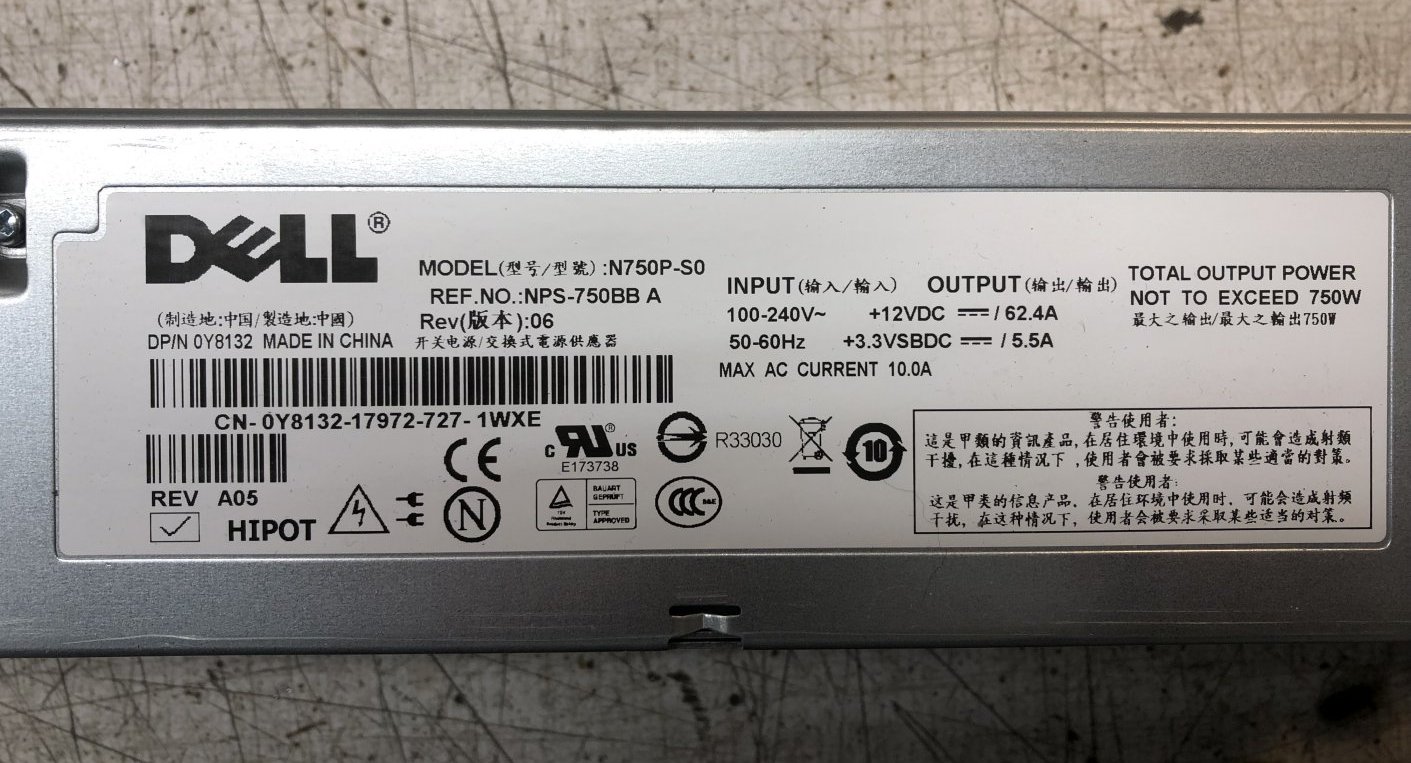 DELL®
MODEL(型号/型號):N750P-S0
REF.NO.:NPS-750BB A
Rev(版本):06
(制造地:中国/製造地:中國)
DP/N 0Y8132 MADE IN CHINA
开关电源/交换式電源供應器
INPUT(输入/輸入) OUTPUT(输出/輸出)
100-240V~ +12VDC ⎓ / 62.4A
50-60Hz +3.3VSBDC ⎓ / 5.5A
MAX AC CURRENT 10.0A
TOTAL OUTPUT POWER
NOT TO EXCEED 750W
最大之输出/最大之輸出750W
CN-0Y8132-17972-727-1WXE
REV A05
HIPOT
CE
N
c RU® US
E173738
BAUART
GEPRÜFT
TYPE
APPROVED
R33030
CCC
S&E
10
警告使用者:
這是甲類的資訊產品,在居住環境中使用時,可能會造成射頻
干擾,在這種情況下,使用者會被要求採取某些適當的對策。
警告使用者:
这是甲类的信息产品。在居住环境中使用时。可能会造成射频
干扰,在这种情况下,使用者会被要求采取某些适当的对策。